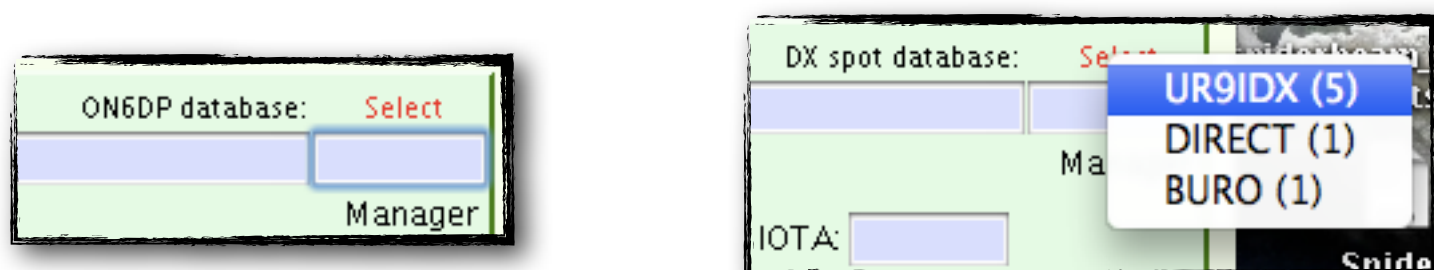 ON6DP database: Select
Manager
DX spot database:
UR9IDX (5)
DIRECT (1)
BURO (1)
IOTA: